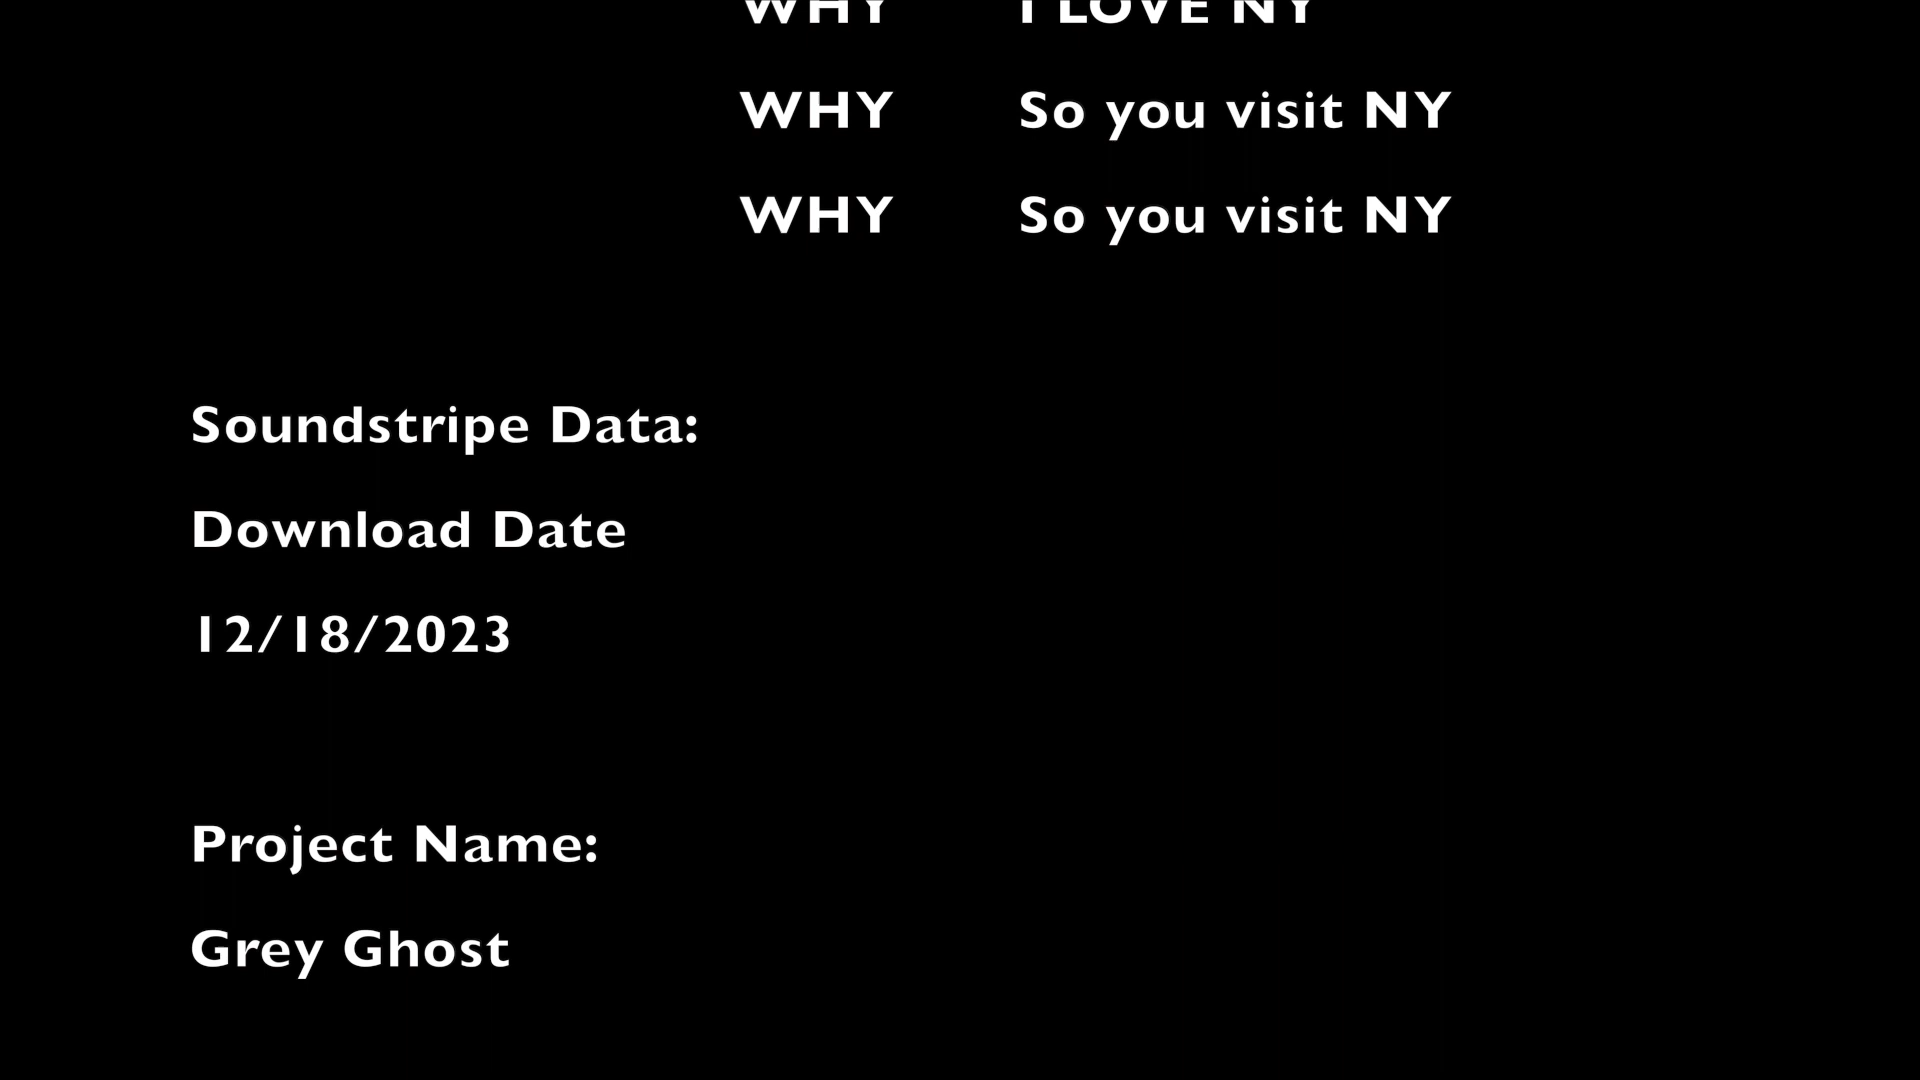 WHY I LOVE NY
WHY So you visit NY
WHY So you visit NY
Soundstripe Data:
Download Date
12/18/2023
Project Name:
Grey Ghost